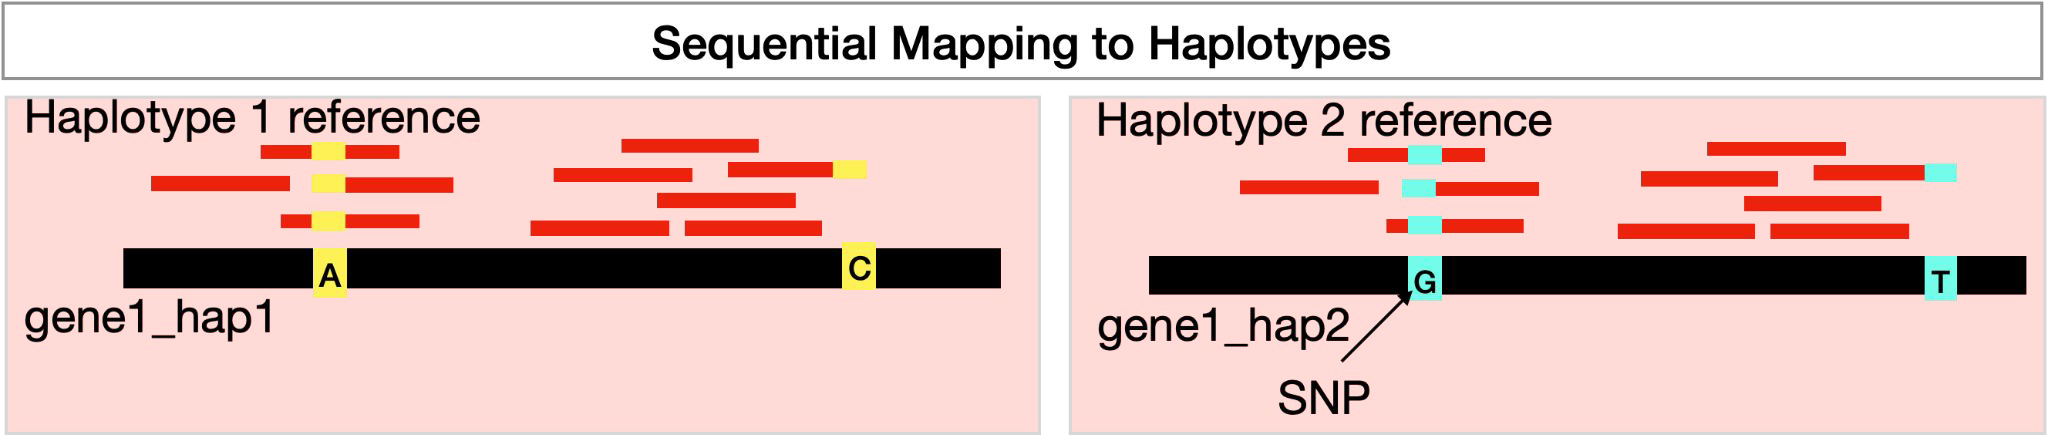 Sequential Mapping to Haplotypes
Haplotype 1 reference
A
C
gene1_hap1
Haplotype 2 reference
G
T
gene1_hap2
SNP